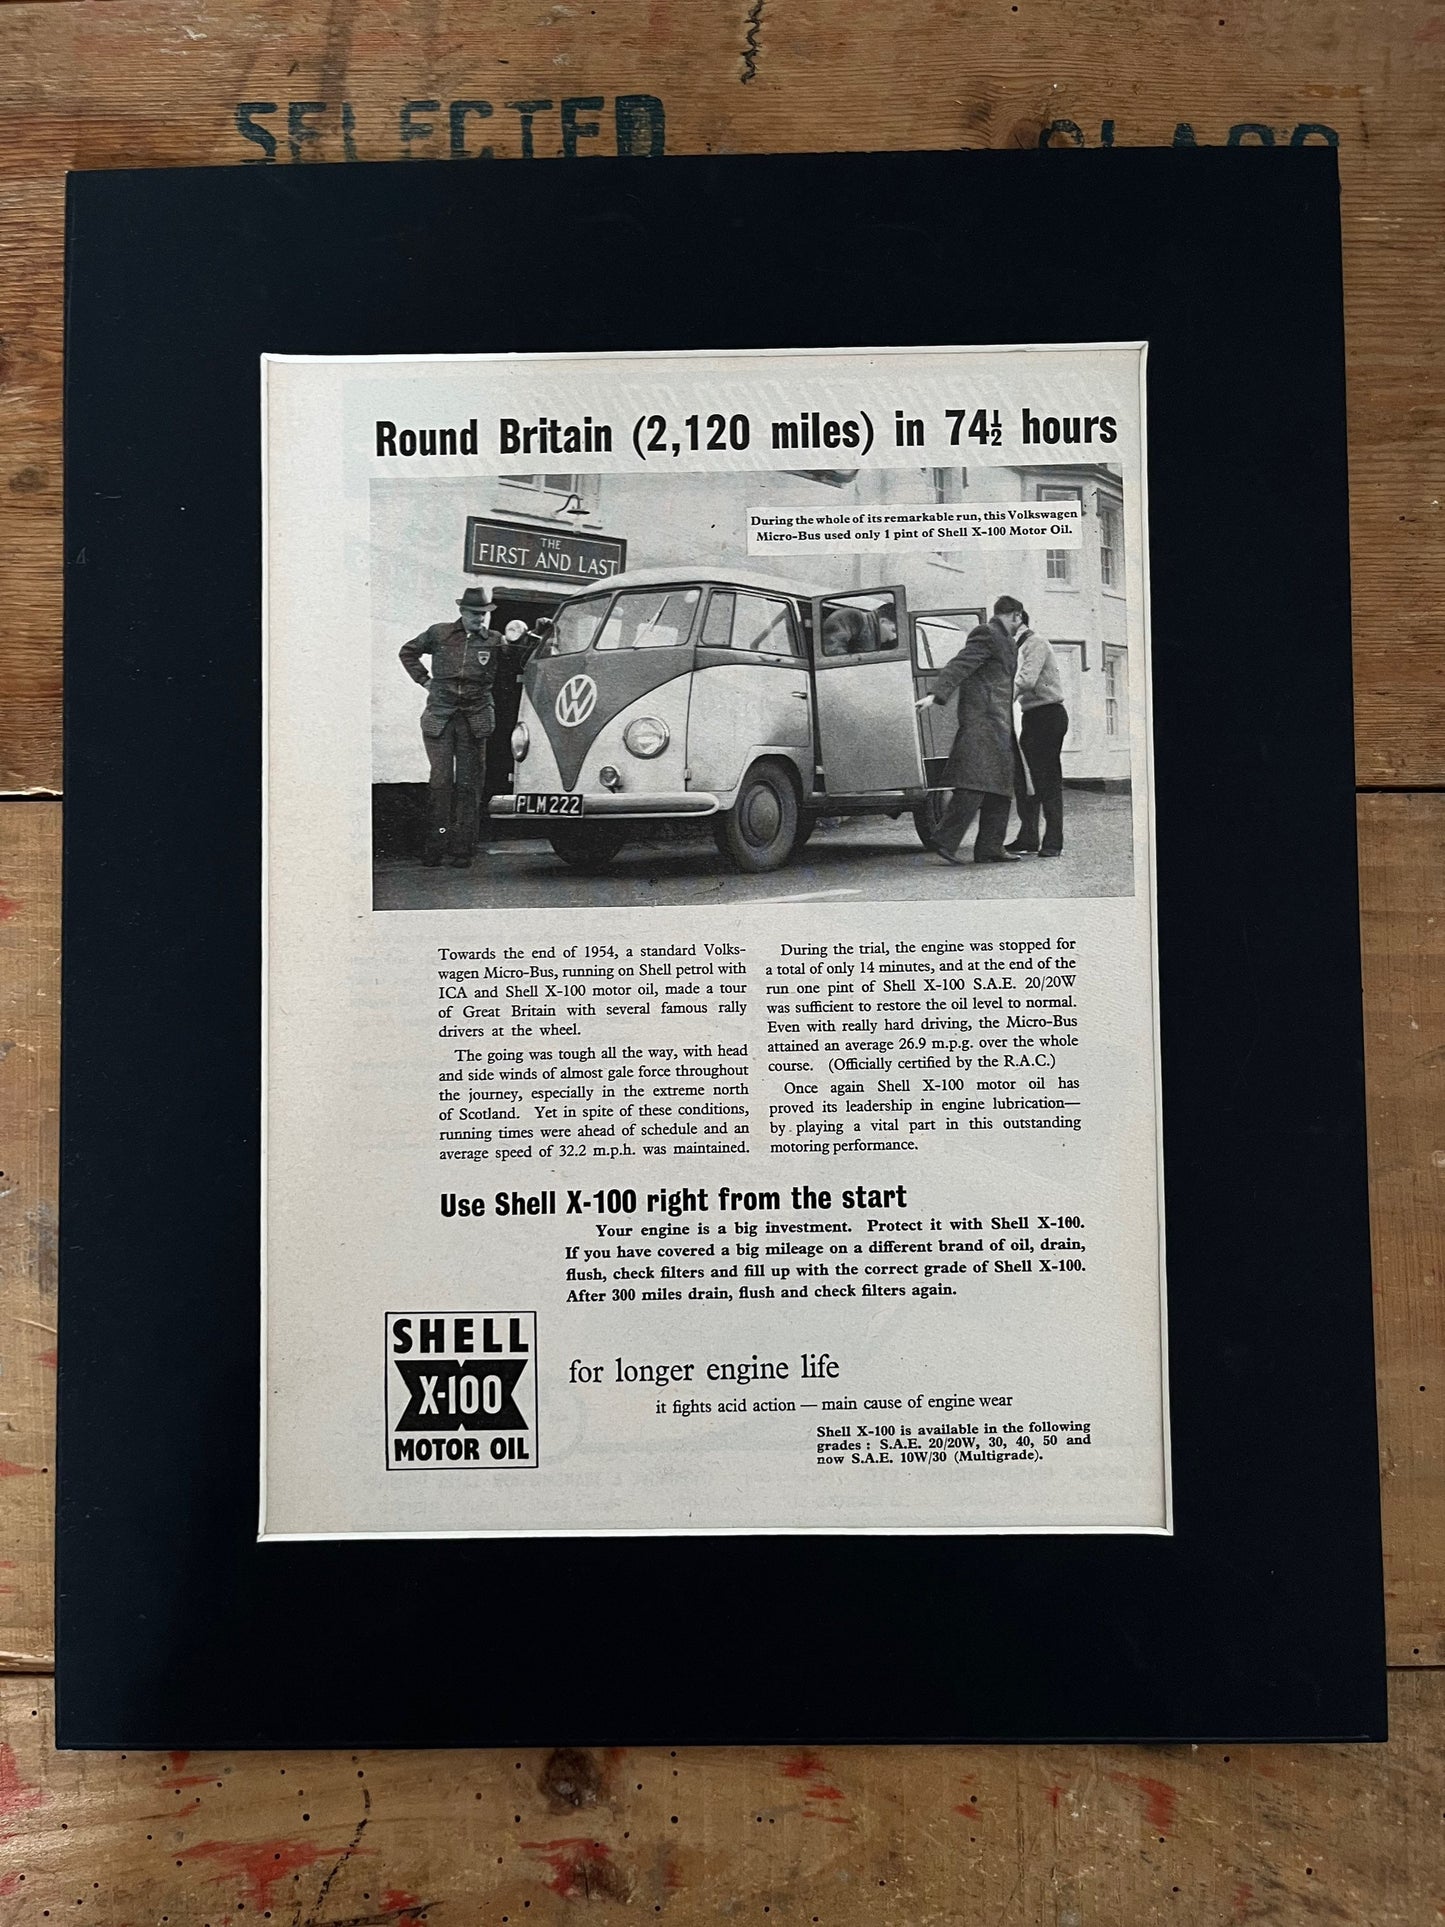 SELECTED
Round Britain (2,120 miles) in 74½ hours
During the whole of its remarkable run, this Volkswagen
Micro-Bus used only 1 pint of Shell X-100 Motor Oil.
THE
FIRST AND LAST
VW
PLM 222
Towards the end of 1954, a standard Volks-
wagen Micro-Bus, running on Shell petrol with
ICA and Shell X-100 motor oil, made a tour
of Great Britain with several famous rally
drivers at the wheel.
The going was tough all the way, with head
and side winds of almost gale force throughout
the journey, especially in the extreme north
of Scotland. Yet in spite of these conditions,
running times were ahead of schedule and an
average speed of 32.2 m.p.h. was maintained.
During the trial, the engine was stopped for
a total of only 14 minutes, and at the end of the
run one pint of Shell X-100 S.A.E. 20/20W
was sufficient to restore the oil level to normal.
Even with really hard driving, the Micro-Bus
attained an average 26.9 m.p.g. over the whole
course. (Officially certified by the R.A.C.)
Once again Shell X-100 motor oil has
proved its leadership in engine lubrication—
by playing a vital part in this outstanding
motoring performance.
Use Shell X-100 right from the start
Your engine is a big investment. Protect it with Shell X-100.
If you have covered a big mileage on a different brand of oil, drain,
flush, check filters and fill up with the correct grade of Shell X-100.
After 300 miles drain, flush and check filters again.
SHELL
X-100
MOTOR OIL
for longer engine life
it fights acid action — main cause of engine wear
Shell X-100 is available in the following
grades : S.A.E. 20/20W, 30, 40, 50 and
now S.A.E. 10W/30 (Multigrade).